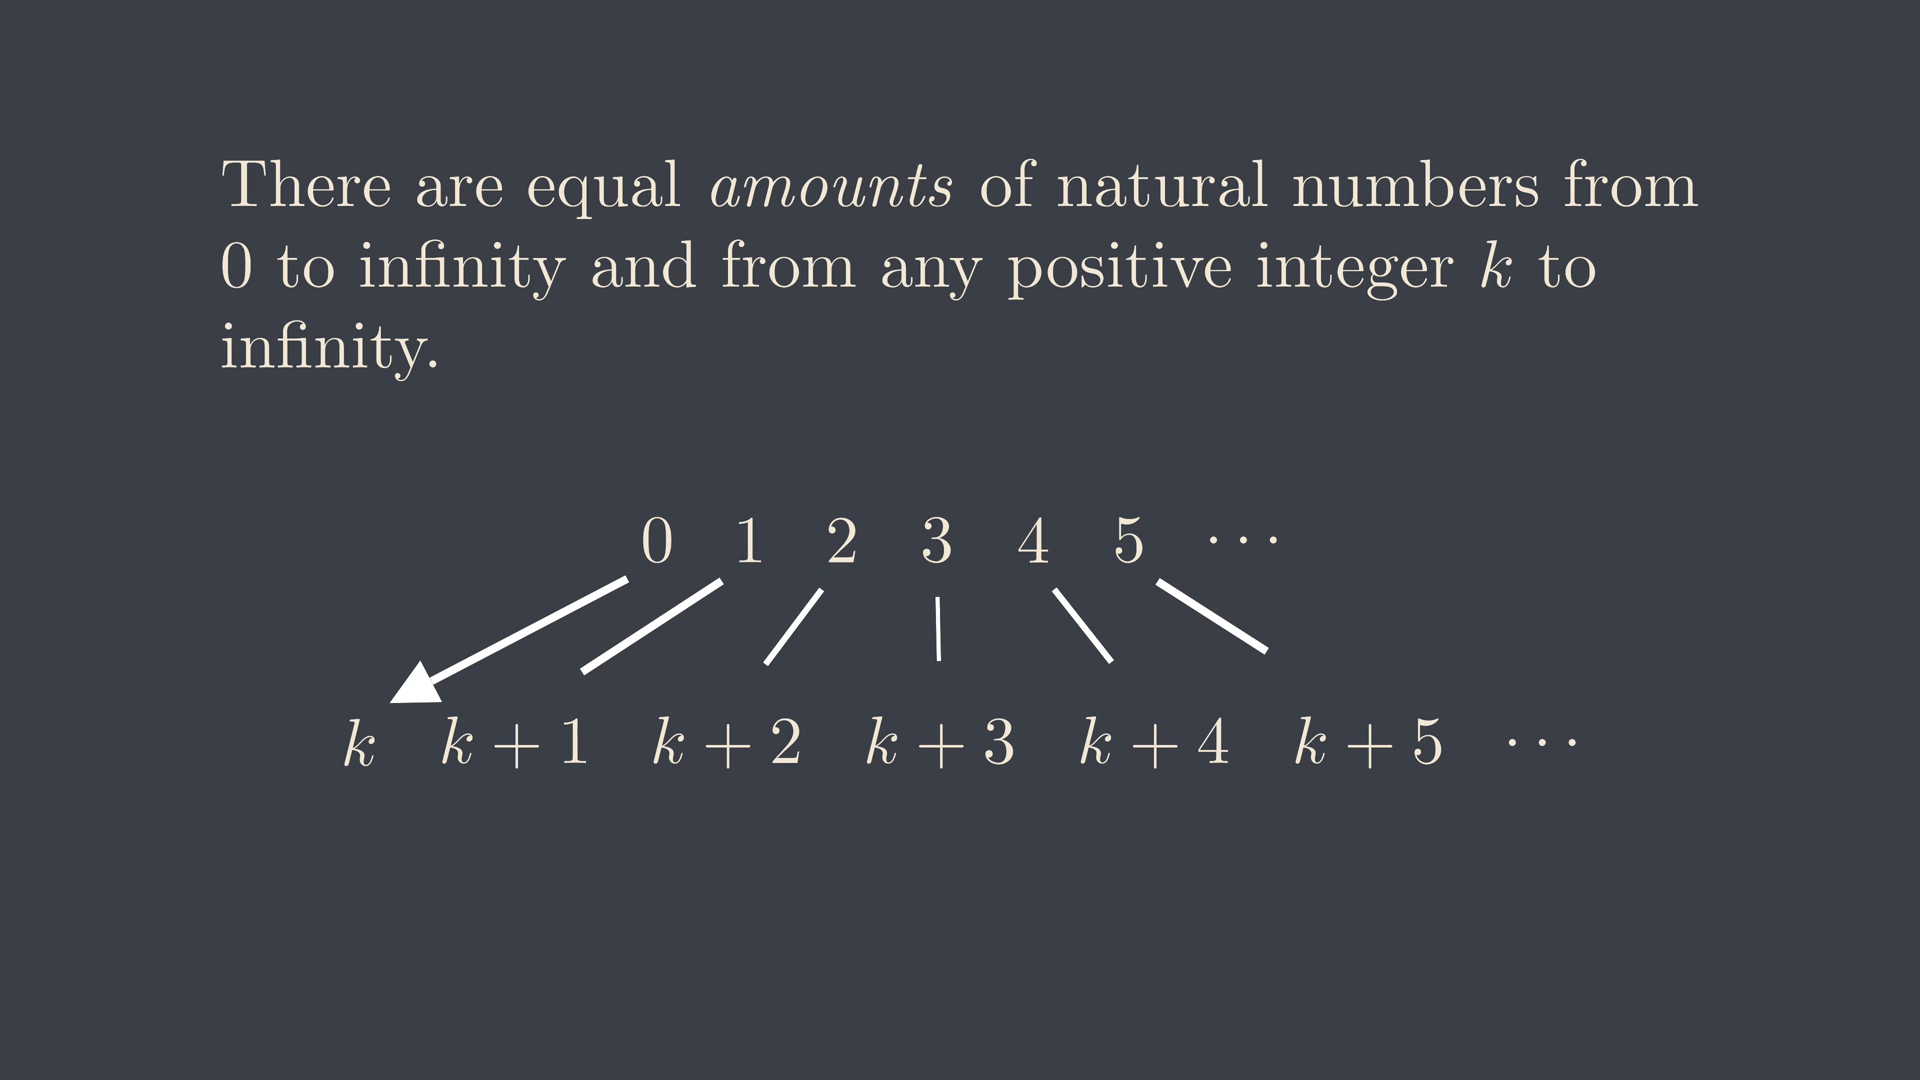 There are equal amounts of natural numbers from
0 to infinity and from any positive integer k to
infinity.
0 1 2 3 4 5 ⋯
k k + 1 k + 2 k + 3 k + 4 k + 5 ⋯